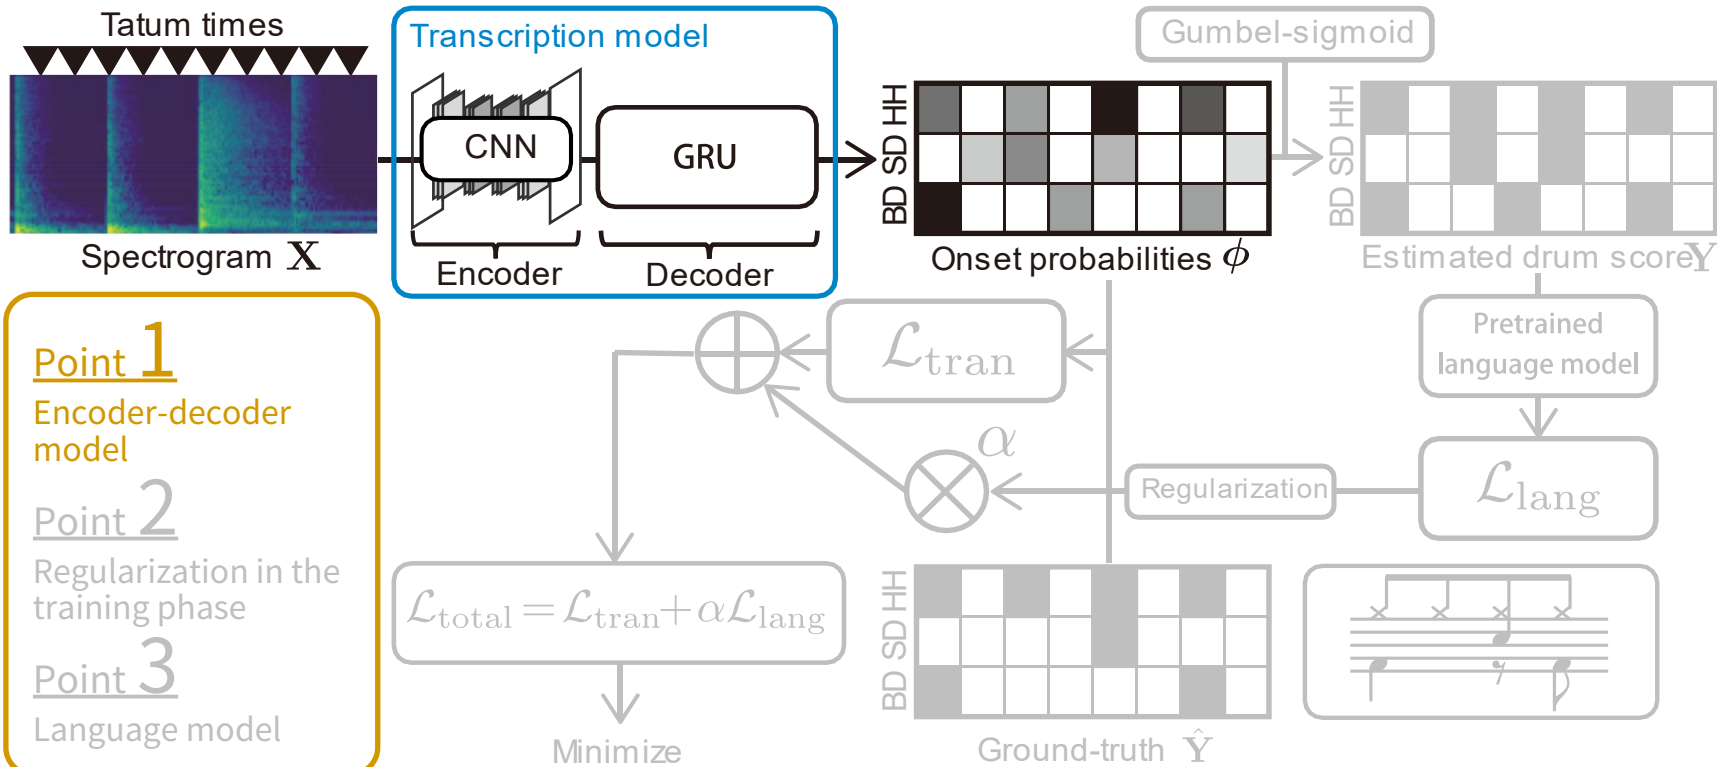 Tatum times
Spectrogram X
Transcription model
CNN
GRU
Encoder
Decoder
HH
SD
BD
Onset probabilities ϕ
Gumbel-sigmoid
HH
SD
BD
Estimated drum score Y
Pretrained
language model
Point 1
Encoder-decoder
model
Point 2
Regularization in the
training phase
Point 3
Language model
ℒtran
α
Regularization
ℒlang
ℒtotal = ℒtran + αℒlang
Minimize
HH
SD
BD
Ground-truth Ŷ